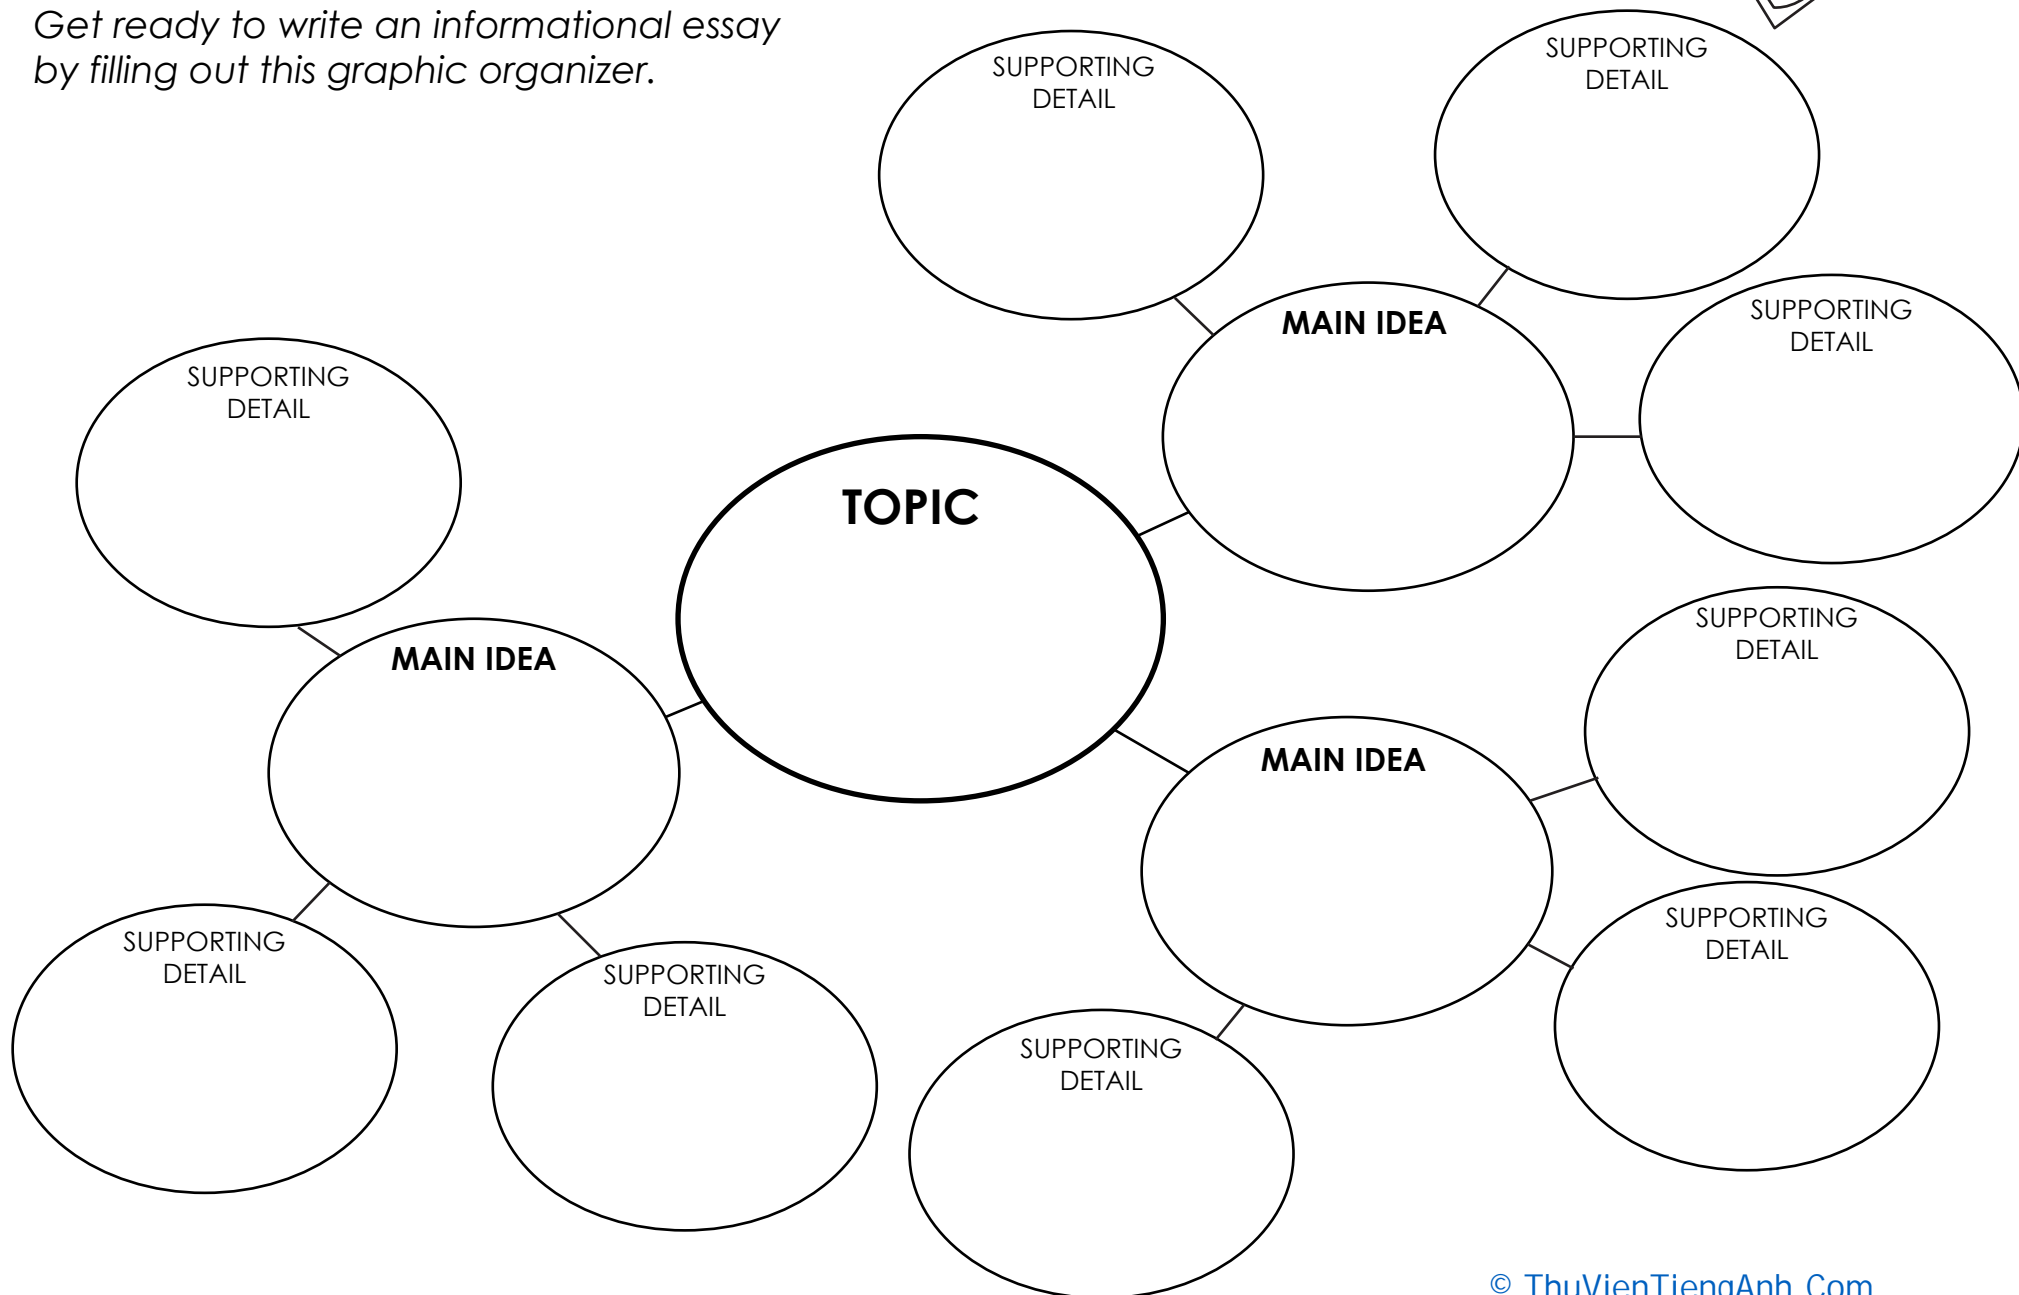 Get ready to write an informational essay
by filling out this graphic organizer.
SUPPORTING
DETAIL
SUPPORTING
DETAIL
MAIN IDEA
SUPPORTING
DETAIL
SUPPORTING
DETAIL
TOPIC
SUPPORTING
DETAIL
MAIN IDEA
MAIN IDEA
SUPPORTING
DETAIL
SUPPORTING
DETAIL
SUPPORTING
DETAIL
SUPPORTING
DETAIL
© ThuVienTiengAnh.Com